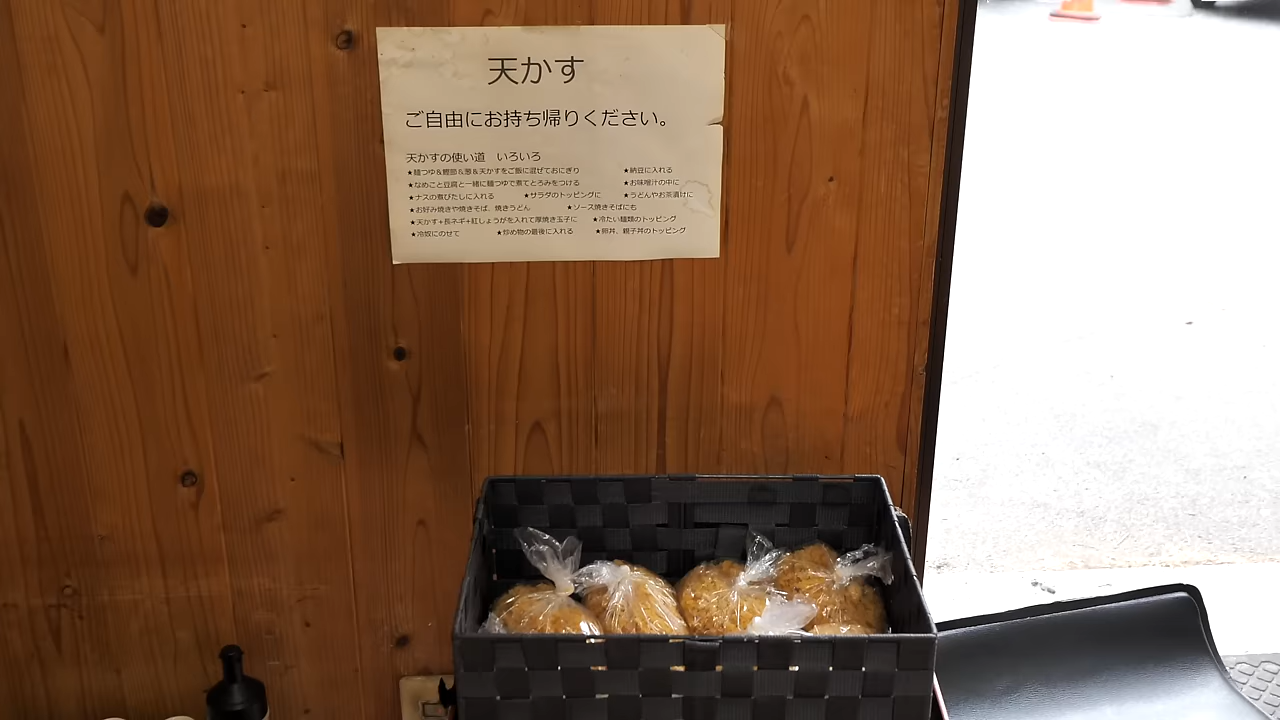 天かす
ご自由にお持ち帰りください。
天かすの使い道　いろいろ
★麺つゆ&鰹節&葱&天かすをご飯に混ぜておにぎり　★納豆に入れる
★なめこと豆腐と一緒に麺つゆで煮てとろみをつける　★お味噌汁の中に
★ナスの煮びたしに入れる　★サラダのトッピングに　★うどんやお茶漬けに
★お好み焼きや焼きそば、焼きうどん　★ソース焼きそばにも
★天かす+長ネギ+紅しょうがを入れて厚焼き玉子に　★冷たい麺類のトッピング
★冷奴にのせて　★炒め物の最後に入れる　★卵丼、親子丼のトッピング